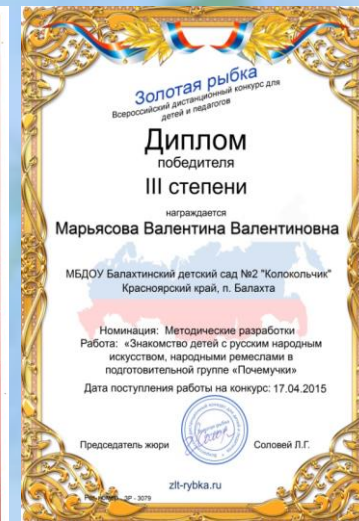 Золотая рыбка
Всероссийский дистанционный конкурс для
детей и педагогов
Диплом
победителя
III степени
награждается
Марьясова Валентина Валентиновна
МБДОУ Балахтинский детский сад №2 "Колокольчик"
Красноярский край, п. Балахта
Номинация: Методические разработки
Работа: «Знакомство детей с русским народным
искусством, народными ремеслами в
подготовительной группе «Почемучки»
Дата поступления работы на конкурс: 17.04.2015
Председатель жюри
Соловей Л.Г.
zlt-rybka.ru
3079